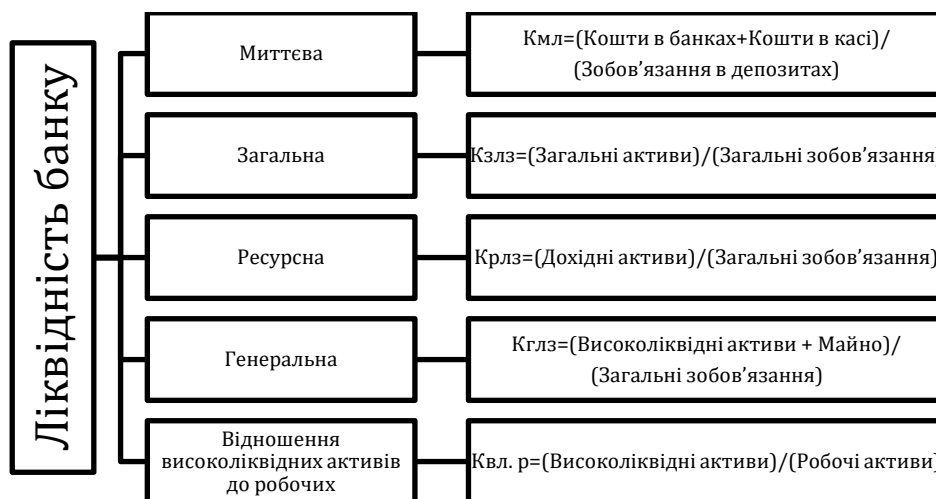 Ліквідність банку
Миттєва
Кмл=(Кошти в банках+Кошти в касі)/
(Зобов’язання в депозитах)
Загальна
Кзлз=(Загальні активи)/(Загальні зобов’язання)
Ресурсна
Крлз=(Дохідні активи)/(Загальні зобов’язання)
Генеральна
Кглз=(Високоліквідні активи + Майно)/
(Загальні зобов’язання)
Відношення
високоліквідних активів
до робочих
Квл. р=(Високоліквідні активи)/(Робочі активи)